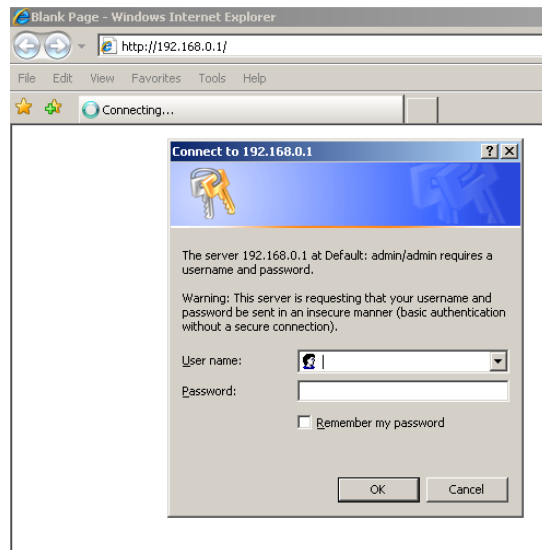 Blank Page - Windows Internet Explorer
http://192.168.0.1/
File Edit View Favorites Tools Help
Connecting...
Connect to 192.168.0.1
The server 192.168.0.1 at Default: admin/admin requires a
username and password.
Warning: This server is requesting that your username and
password be sent in an insecure manner (basic authentication
without a secure connection).
User name:
Password:
Remember my password
OK Cancel